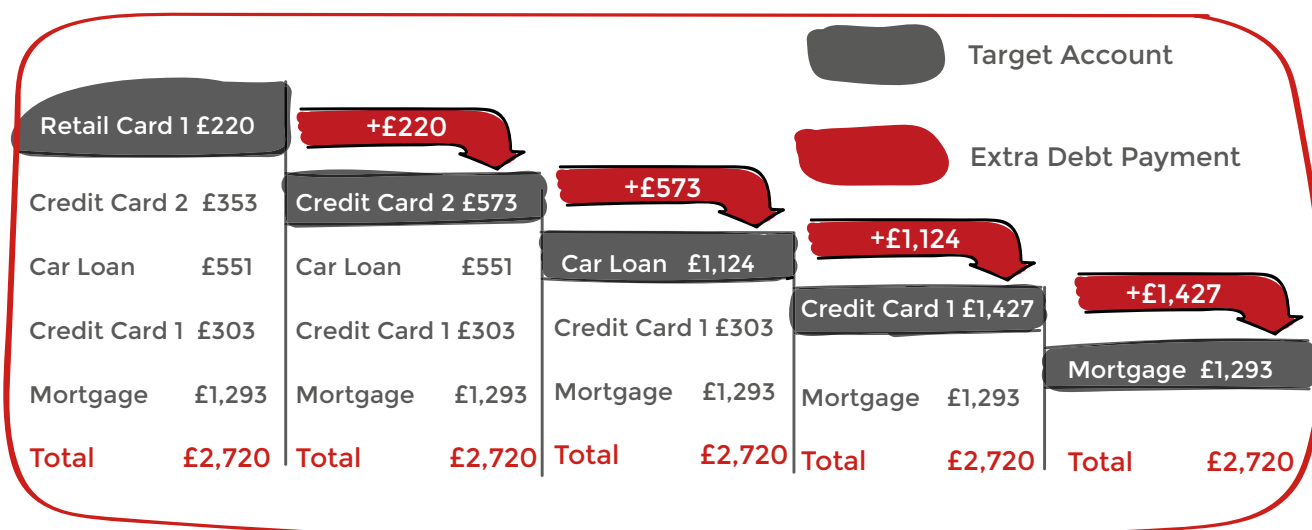 Target Account
Extra Debt Payment
Retail Card 1 £220
Credit Card 2 £353
Car Loan £551
Credit Card 1 £303
Mortgage £1,293
Total £2,720
+£220
Credit Card 2 £573
Car Loan £551
Credit Card 1 £303
Mortgage £1,293
Total £2,720
+£573
Car Loan £1,124
Credit Card 1 £303
Mortgage £1,293
Total £2,720
+£1,124
Credit Card 1 £1,427
Mortgage £1,293
Total £2,720
+£1,427
Mortgage £1,293
Total £2,720